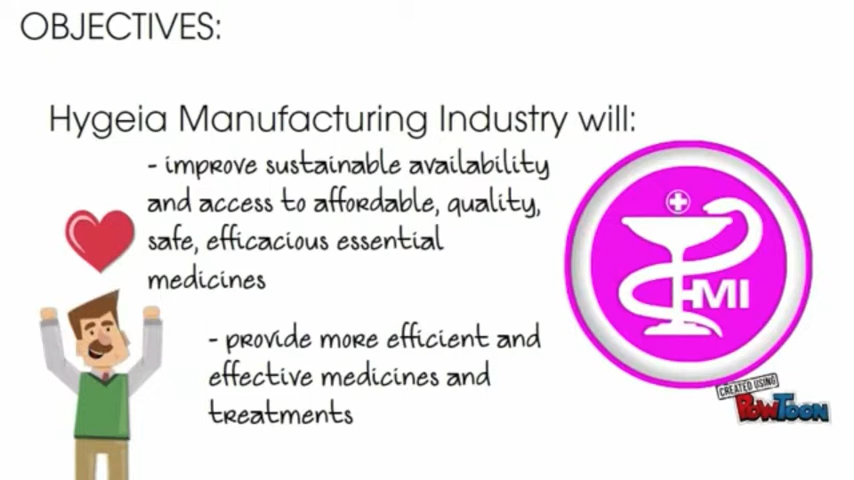 OBJECTIVES:
Hygeia Manufacturing Industry will:
- improve sustainable availability
and access to affordable, quality,
safe, efficacious essential
medicines
- provide more efficient and
effective medicines and
treatments
HMI
CREATED USING
POWTOON